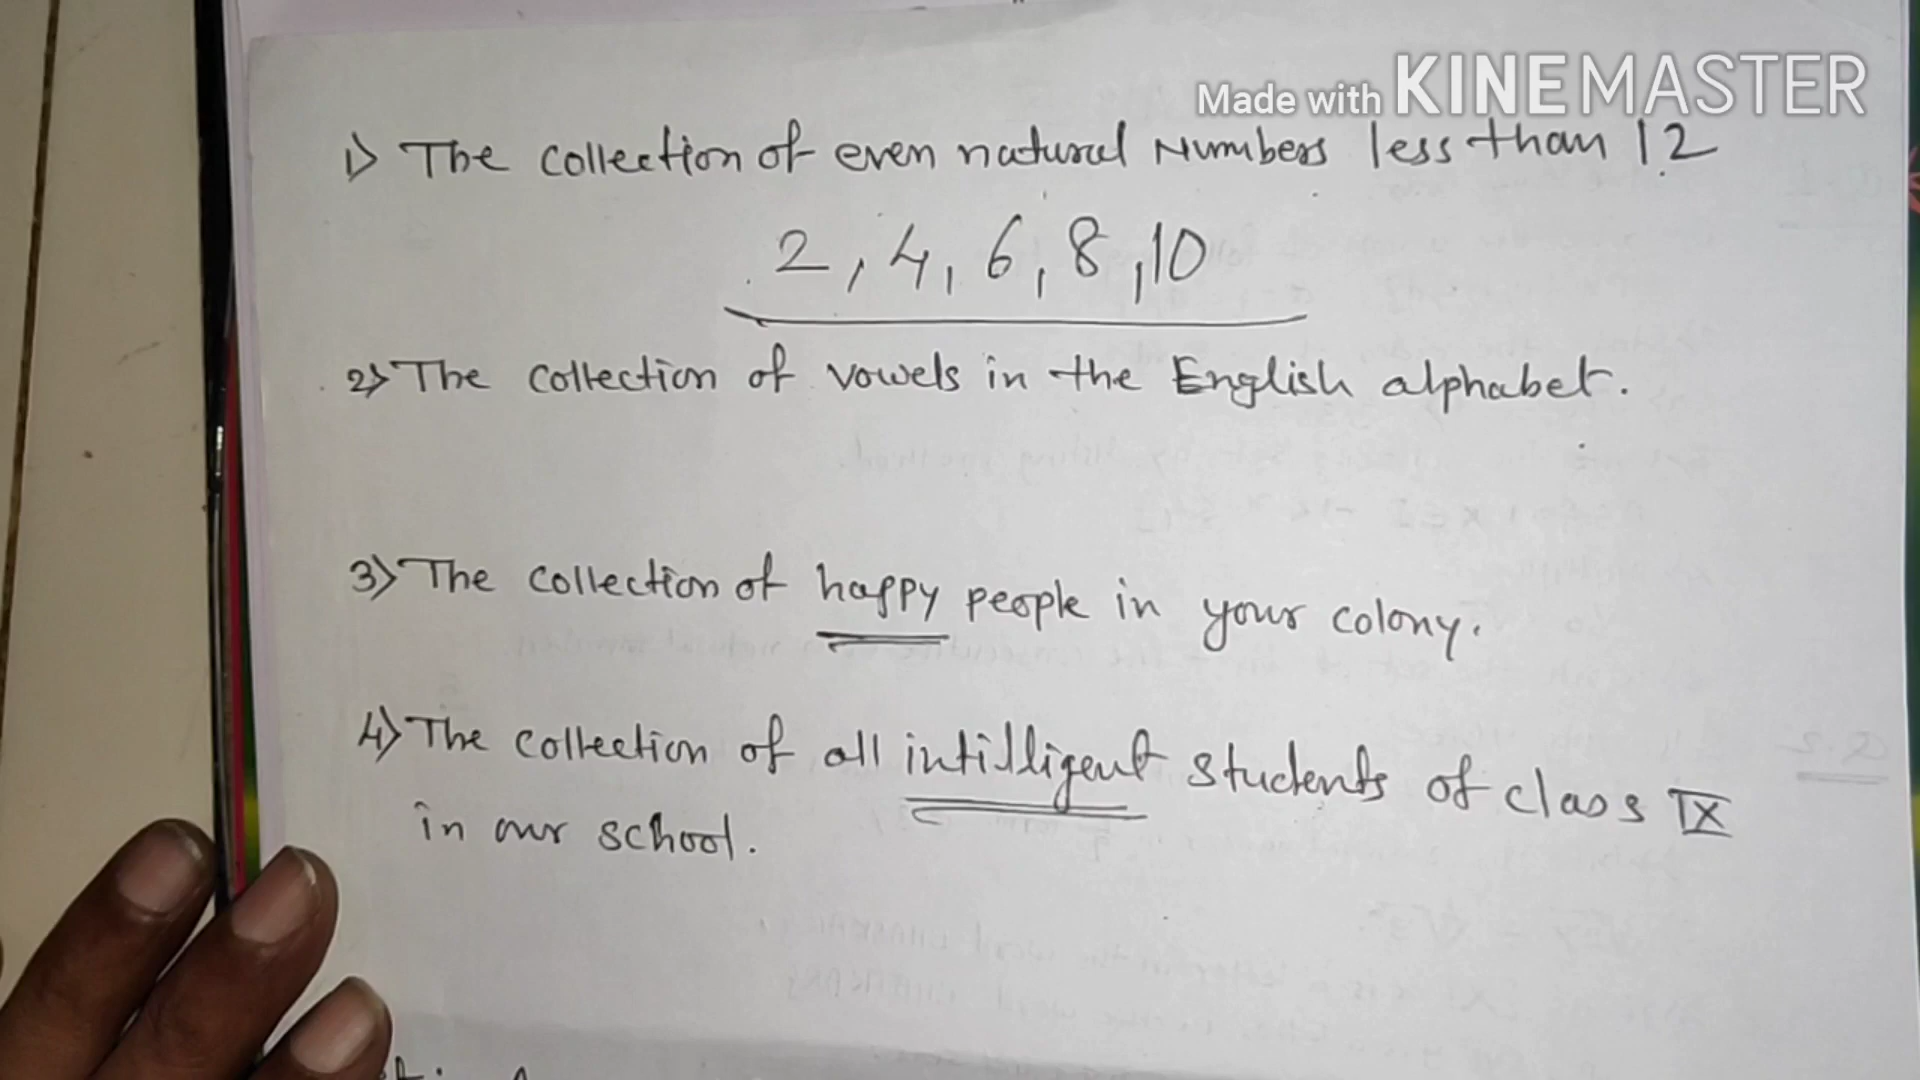 Made with KINEMASTER
1) The collection of even natural Numbers less than 12
2, 4, 6, 8, 10
2) The collection of vowels in the English alphabet.
3) The collection of happy people in your colony.
4) The collection of all intilligent students of class IX
in our school.